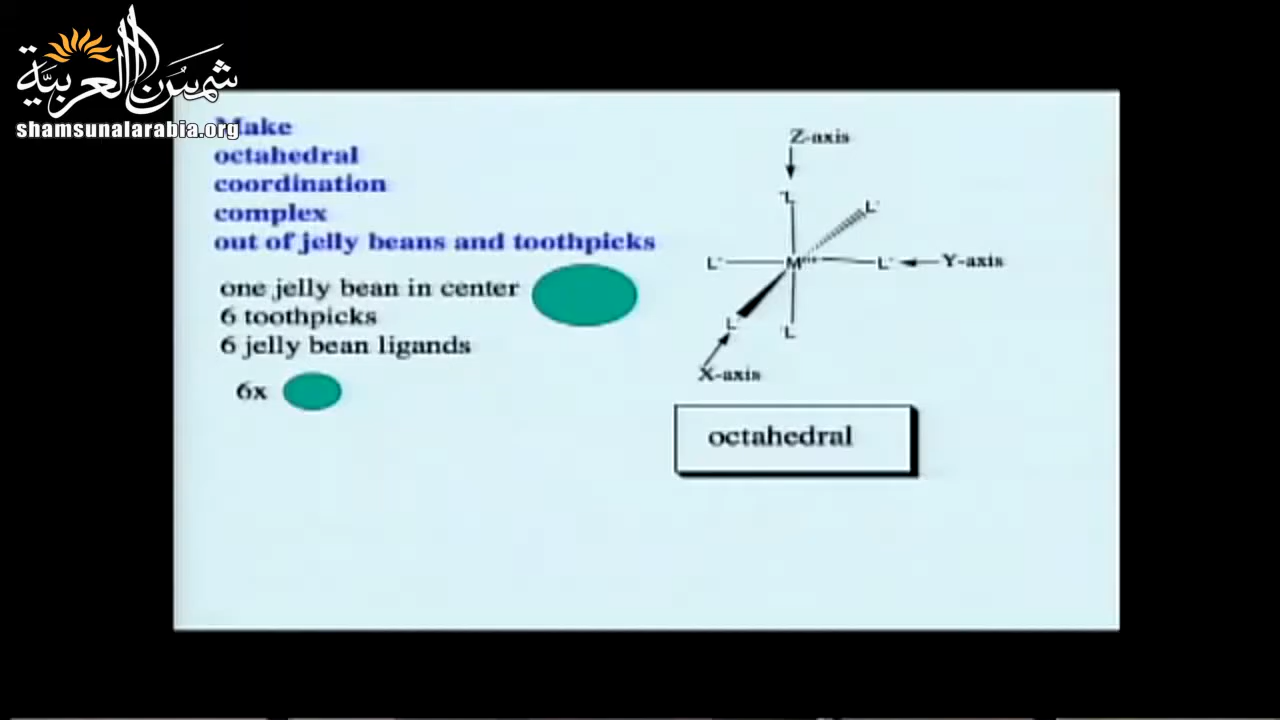 شمس العربية
shamsunalarabia.org
Make
octahedral
coordination
complex
out of jelly beans and toothpicks
one jelly bean in center
6 toothpicks
6 jelly bean ligands
6x
Z-axis
L
L
L M L Y-axis
L L
X-axis
octahedral